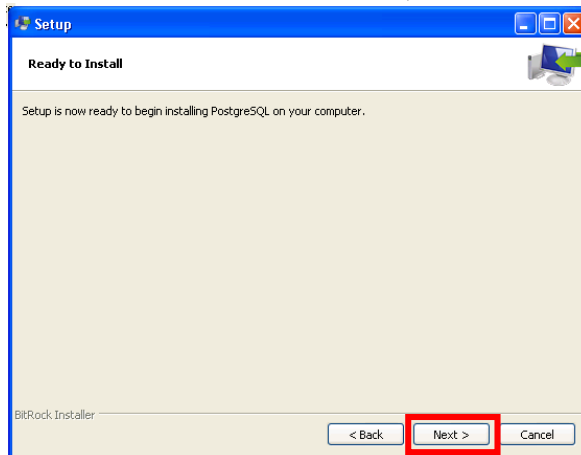 Setup
Ready to Install
Setup is now ready to begin installing PostgreSQL on your computer.
BitRock Installer
< Back Next > Cancel